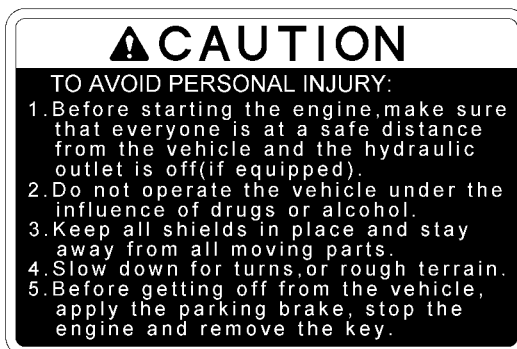 CAUTION
TO AVOID PERSONAL INJURY:
1.Before starting the engine,make sure
that everyone is at a safe distance
from the vehicle and the hydraulic
outlet is off(if equipped).
2.Do not operate the vehicle under the
influence of drugs or alcohol.
3.Keep all shields in place and stay
away from all moving parts.
4.Slow down for turns,or rough terrain.
5.Before getting off from the vehicle,
apply the parking brake, stop the
engine and remove the key.